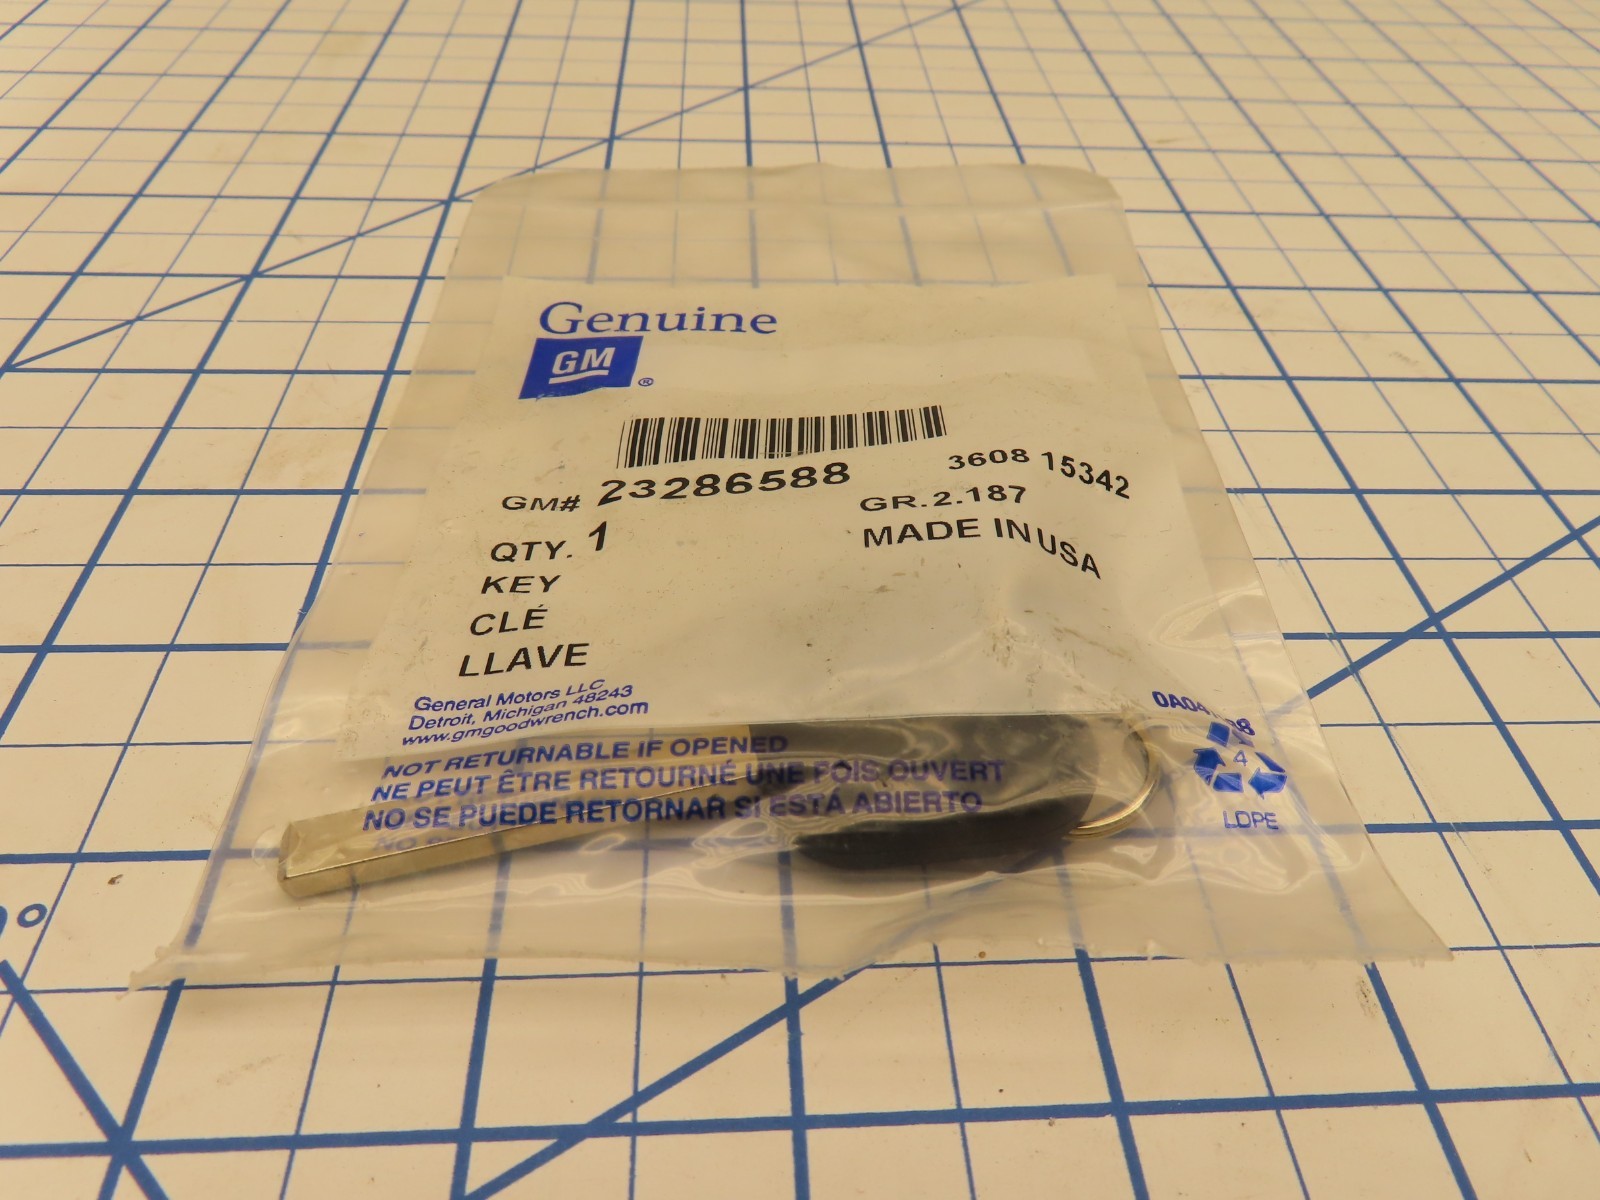 Genuine
GM ®
GM# 23286588
3608 15342
GR. 2.187
QTY. 1
MADE IN USA
KEY
CLÉ
LLAVE
General Motors LLC
Detroit, Michigan 48243
www.gmgoodwrench.com
NOT RETURNABLE IF OPENED
NE PEUT ÊTRE RETOURNÉ UNE FOIS OUVERT
NO SE PUEDE RETORNAR SI ESTÁ ABIERTO
4
LDPE